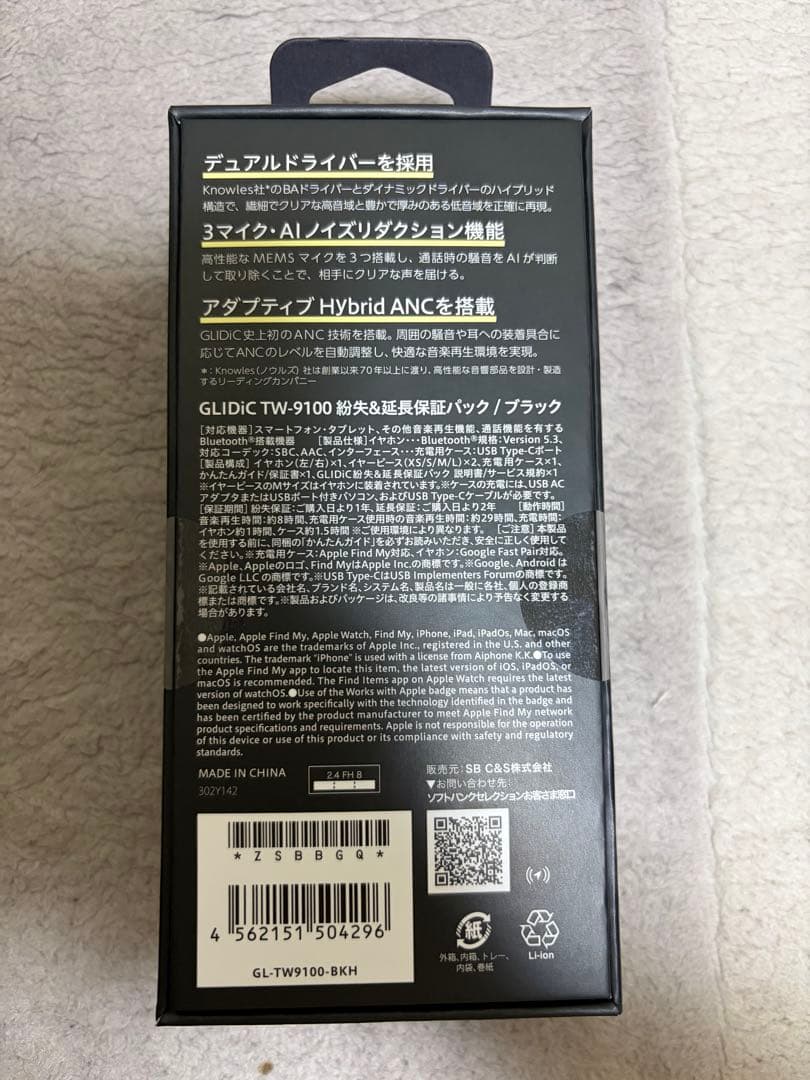 デュアルドライバーを採用
Knowles社*のBAドライバーとダイナミックドライバーのハイブリッド
構造で、繊細でクリアな高音域と豊かで厚みのある低音域を正確に再現。
3マイク・AIノイズリダクション機能
高性能なMEMSマイクを3つ搭載し、通話時の騒音をAIが判断
して取り除くことで、相手にクリアな声を届ける。
アダプティブ Hybrid ANCを搭載
GLIDiC史上初のANC技術を搭載。周囲の騒音や耳への装着具合に
応じてANCのレベルを自動調整し、快適な音楽再生環境を実現。
*：Knowles（ノウルズ）社は創業以来70年以上に渡り、高性能な音響部品を設計・製造
するリーディングカンパニー
GLIDiC TW-9100 紛失&延長保証パック / ブラック
［対応機器］スマートフォン・タブレット、その他音楽再生機能、通話機能を有する
Bluetooth®搭載機器　［製品仕様］イヤホン・・・Bluetooth®規格：Version 5.3、
対応コーデック：SBC、AAC、インターフェース・・・充電用ケース：USB Type-Cポート
［製品構成］イヤホン（左/右）×1、イヤーピース（XS/S/M/L）×2、充電用ケース×1、
かんたんガイド/保証書×1、GLIDiC紛失&延長保証パック 説明書/サービス規約×1
※イヤーピースのMサイズはイヤホンに装着されています。※ケースの充電には、USB AC
アダプタまたはUSBポート付きパソコン、およびUSB Type-Cケーブルが必要です。
［保証期間］紛失保証：ご購入日より1年、延長保証：ご購入日より2年　［動作時間］
音楽再生時間：約8時間、充電用ケース使用時の音楽再生時間：約29時間、充電時間：
イヤホン約1時間、ケース約1.5時間 ※ご使用環境により異なります。［ご注意］本製品
を使用する前に、同梱の「かんたんガイド」を必ずお読みいただき、安全に正しく使用して
ください。※充電用ケース：Apple Find My対応、イヤホン：Google Fast Pair対応。
※Apple、Appleのロゴ、Find MyはApple Inc.の商標です。※Google、Android は
Google LLC の商標です。※USB Type-CはUSB Implementers Forumの商標です。
※記載されている会社名、ブランド名、システム名、製品名は一般に各社、個人の登録商
標または商標です。※製品およびパッケージは、改良等の諸事情により予告なく変更する
場合があります。
●Apple, Apple Find My, Apple Watch, Find My, iPhone, iPad, iPadOs, Mac, macOS
and watchOS are the trademarks of Apple Inc., registered in the U.S. and other
countries. The trademark "iPhone" is used with a license from Aiphone K.K.●To use
the Apple Find My app to locate this item, the latest version of iOS, iPadOS, or
macOS is recommended. The Find Items app on Apple Watch requires the latest
version of watchOS.●Use of the Works with Apple badge means that a product has
been designed to work specifically with the technology identified in the badge and
has been certified by the product manufacturer to meet Apple Find My network
product specifications and requirements. Apple is not responsible for the operation
of this device or use of this product or its compliance with safety and regulatory
standards.
MADE IN CHINA
302Y142
2.4 FH 8
販売元：SB C&S株式会社
▼お問い合わせ先：
ソフトバンクセレクションお客さま窓口
*ZSBBGQ*
4 562151 504296
GL-TW9100-BKH
紙
外箱、内箱、トレー、
内袋、巻紙
Li-ion